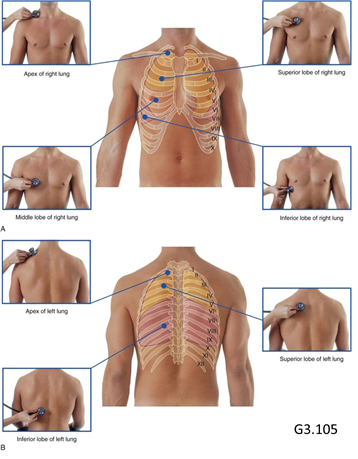 Apex of right lung
Superior lobe of right lung
II
III
IV
V
VI
VII
VIII
IX
X
Middle lobe of right lung
Inferior lobe of right lung
A
Apex of left lung
II
III
IV
V
VI
VII
VIII
IX
X
XI
XII
Superior lobe of left lung
Inferior lobe of left lung
G3.105
B